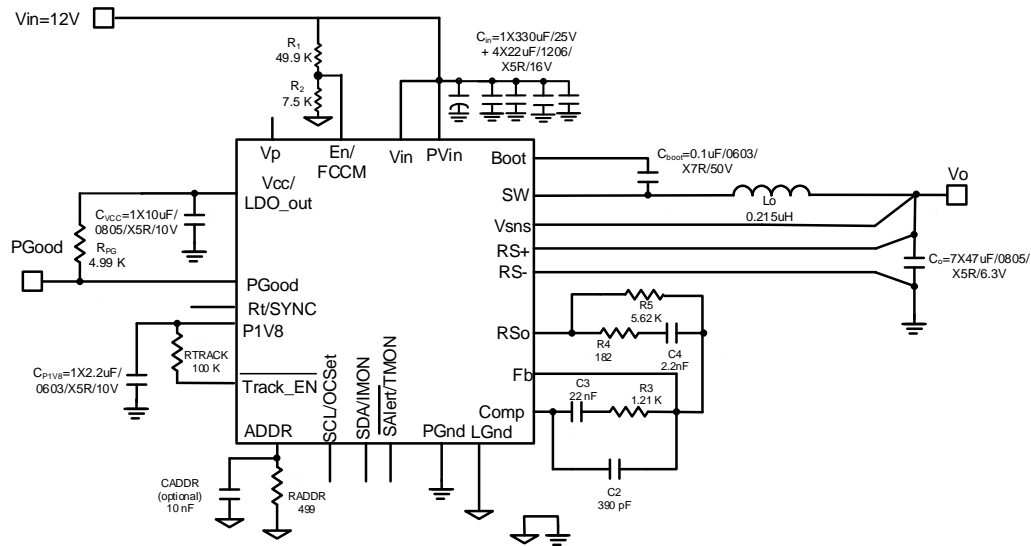 Vin=12V
R1
49.9 K
R2
7.5 K
Cin=1X330uF/25V
+ 4X22uF/1206/
X5R/16V
Vp
En/
FCCM
Vin
PVin
Boot
Cboot=0.1uF/0603/
X7R/50V
Vcc/
LDO_out
SW
Lo
0.215uH
Vo
CVCC=1X10uF/
0805/X5R/10V
Vsns
PGood
RPG
4.99 K
RS+
RS-
Co=7X47uF/0805/
X5R/6.3V
PGood
Rt/SYNC
P1V8
R5
5.62 K
RSo
R4
182
C4
2.2nF
RTRACK
100 K
CP1V8=1X2.2uF/
0603/X5R/10V
Track_EN
Fb
C3
22nF
R3
1.21 K
Comp
ADDR
SCL/OCSet
SDA/IMON
SAlert/TMON
PGnd
LGnd
CADDR
(optional)
10 nF
RADDR
499
C2
390 pF